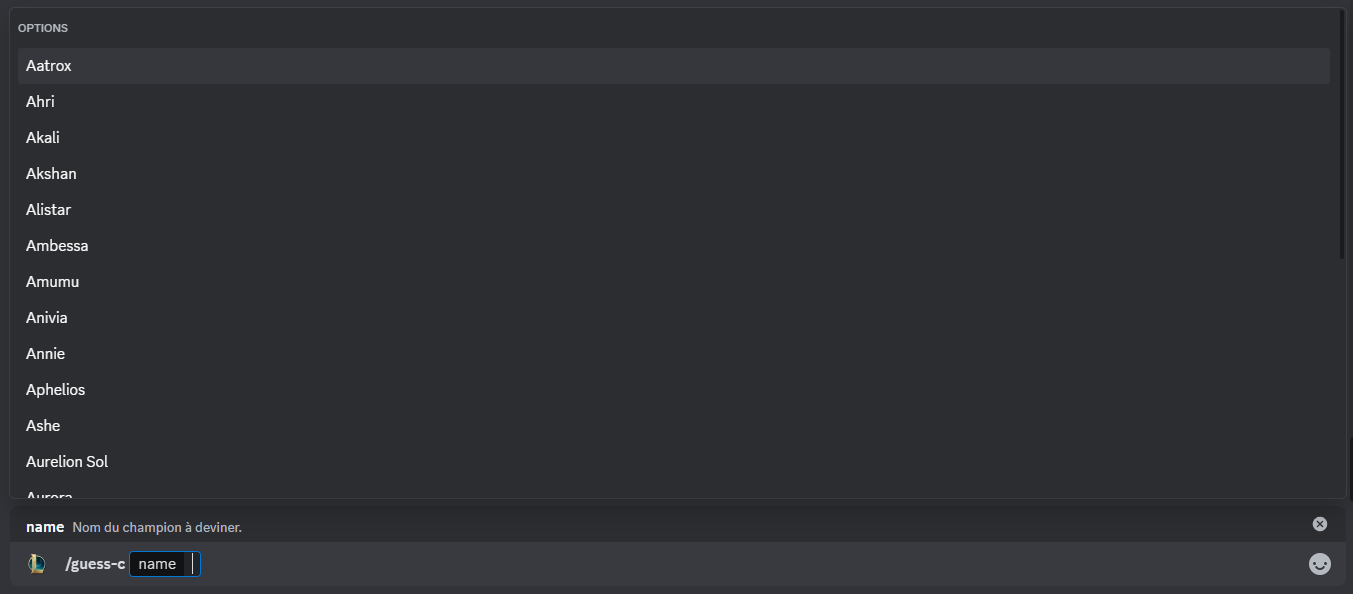 OPTIONS
Aatrox
Ahri
Akali
Akshan
Alistar
Ambessa
Amumu
Anivia
Annie
Aphelios
Ashe
Aurelion Sol
Aurora
name Nom du champion à deviner.
/guess-c name